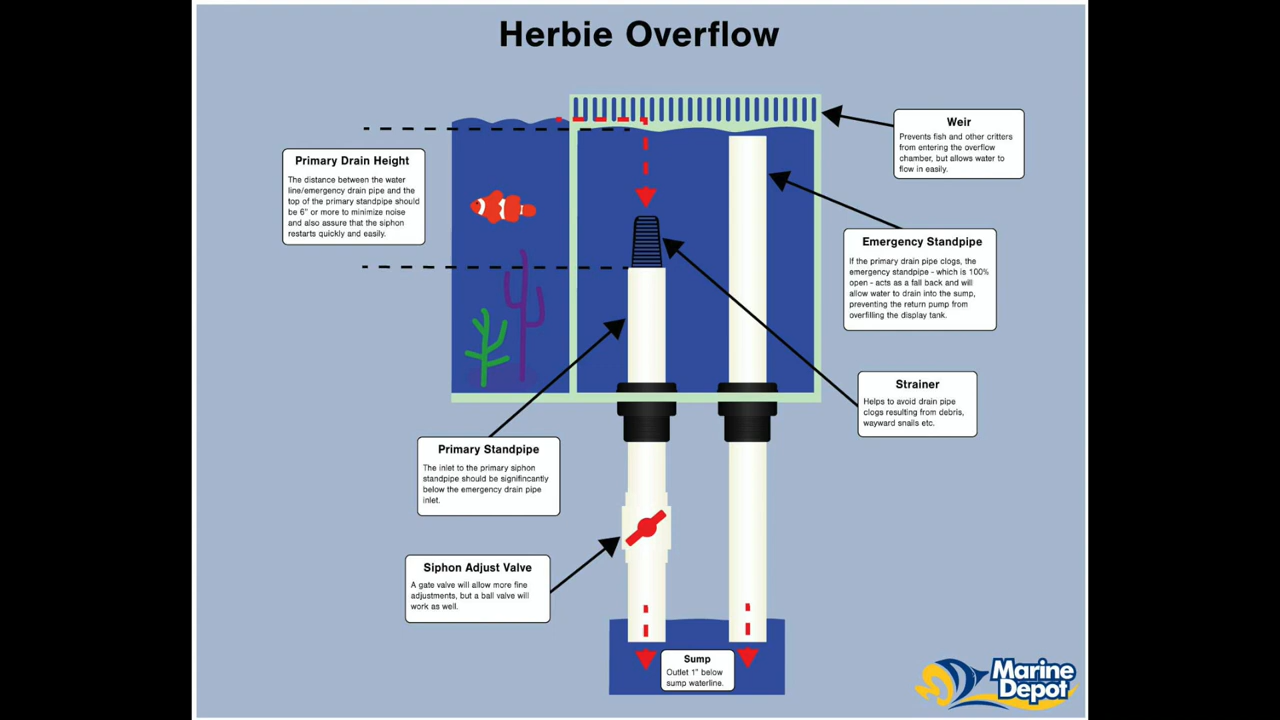 Herbie Overflow
Weir
Prevents fish and other critters
from entering the overflow
chamber, but allows water to
flow in easily.
Primary Drain Height
The distance between the water
line/emergency drain pipe and the
top of the primary standpipe should
be 6" or more to minimize noise
and also assure that the siphon
restarts quickly and easily.
Emergency Standpipe
If the primary drain pipe clogs, the
emergency standpipe - which is 100%
open - acts as a fall back and will
allow water to drain into the sump,
preventing the return pump from
overfilling the display tank.
Strainer
Helps to avoid drain pipe
clogs resulting from debris,
wayward snails etc.
Primary Standpipe
The inlet to the primary siphon
standpipe should be signifincantly
below the emergency drain pipe
inlet.
Siphon Adjust Valve
A gate valve will allow more fine
adjustments, but a ball valve will
work as well.
Sump
Outlet 1" below
sump waterline.
Marine
Depot